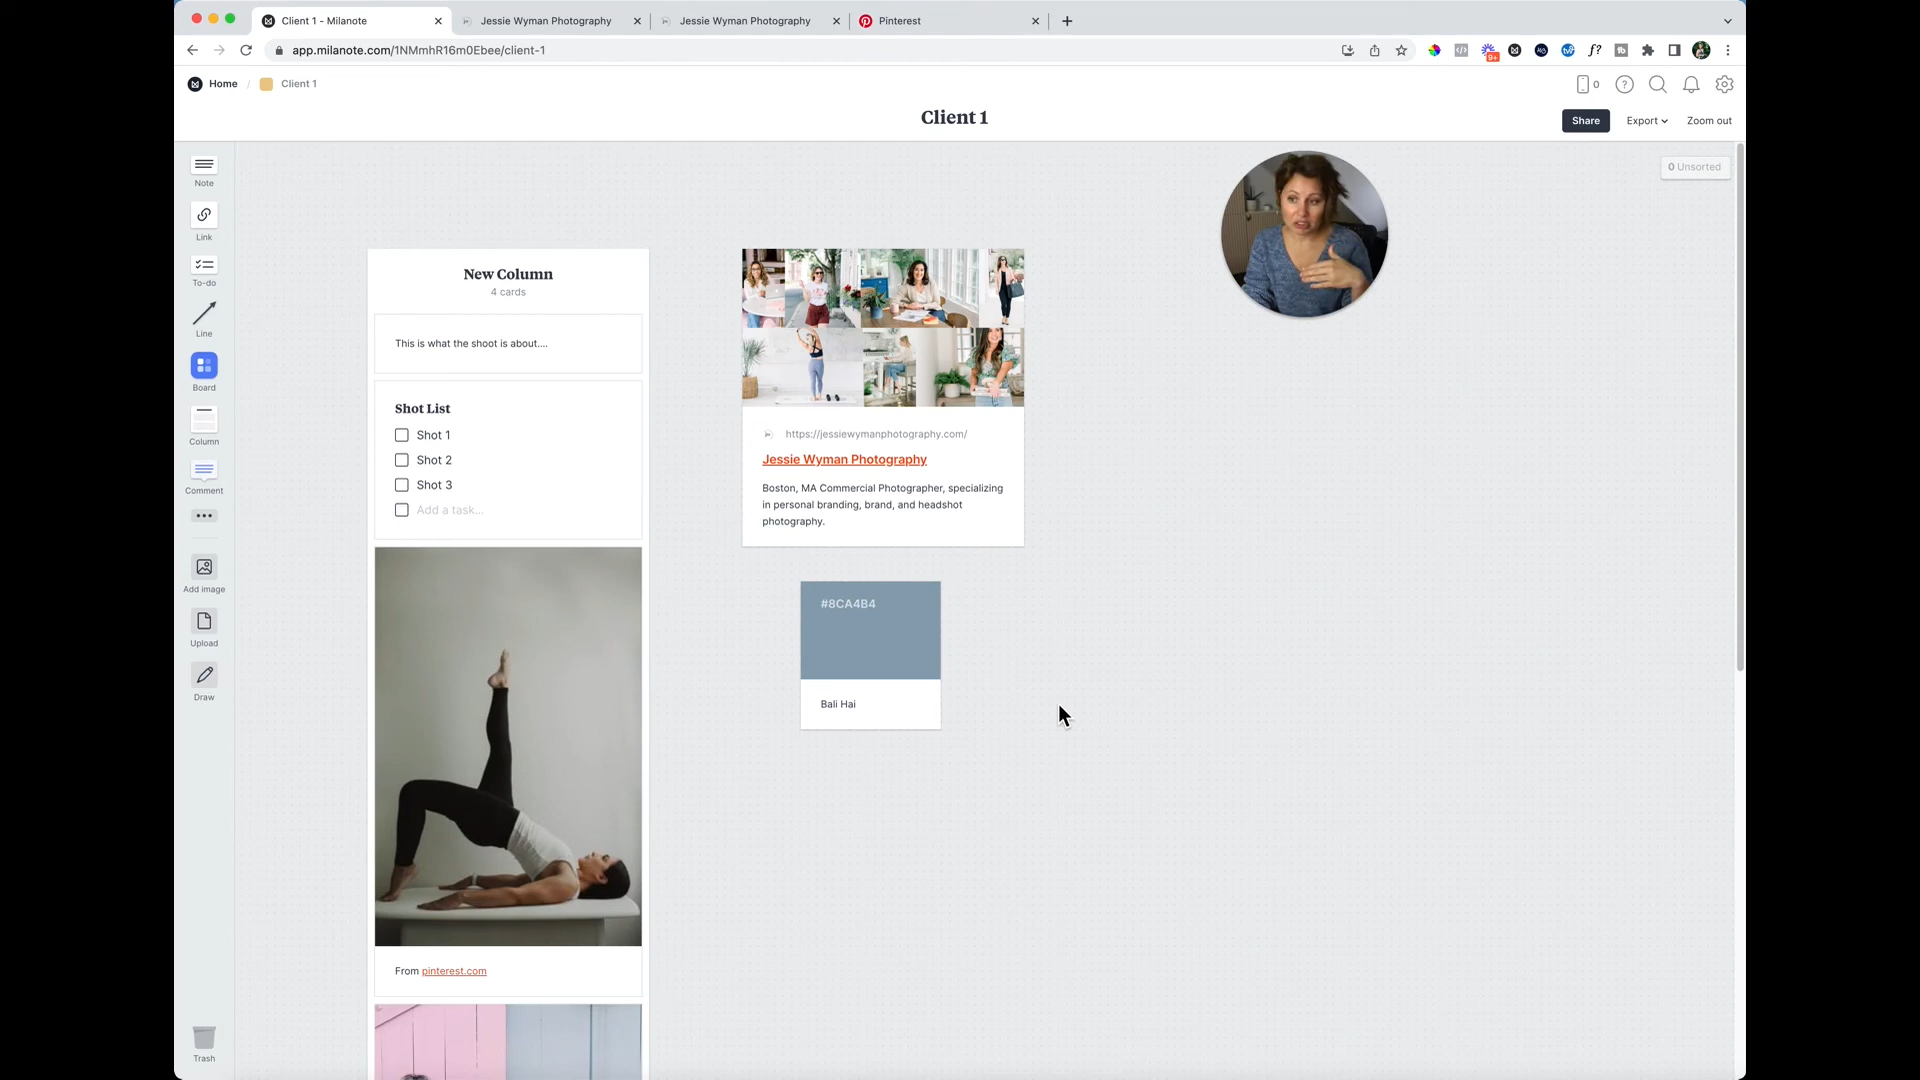 Client 1 - Milanote
Jessie Wyman Photography
Jessie Wyman Photography
Pinterest
app.milanote.com/1NMmhR16m0Ebee/client-1
9+
f?
Home / Client 1
0
Client 1
Share
Export
Zoom out
0 Unsorted
Note
Link
To-do
Line
Board
Column
Comment
Add image
Upload
Draw
Trash
New Column
4 cards
This is what the shoot is about....
Shot List
Shot 1
Shot 2
Shot 3
Add a task...
From pinterest.com
https://jessiewymanphotography.com/
Jessie Wyman Photography
Boston, MA Commercial Photographer, specializing
in personal branding, brand, and headshot
photography.
#8CA4B4
Bali Hai